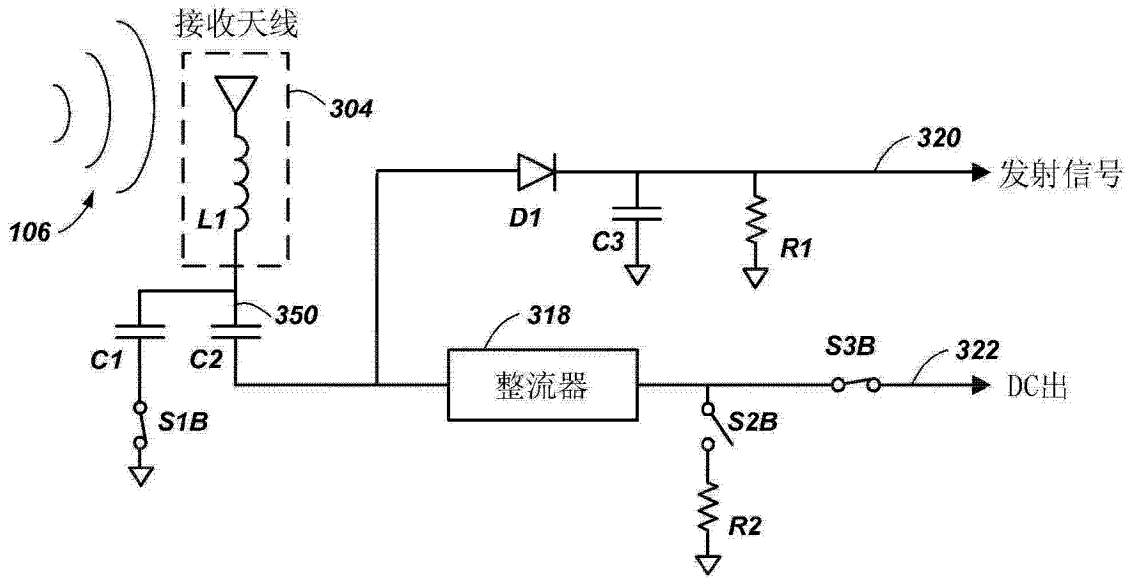 接收天线
304
320
发射信号
106
L1
D1
C3
R1
350
318
C1
C2
整流器
S3B
322
DC出
S1B
S2B
R2